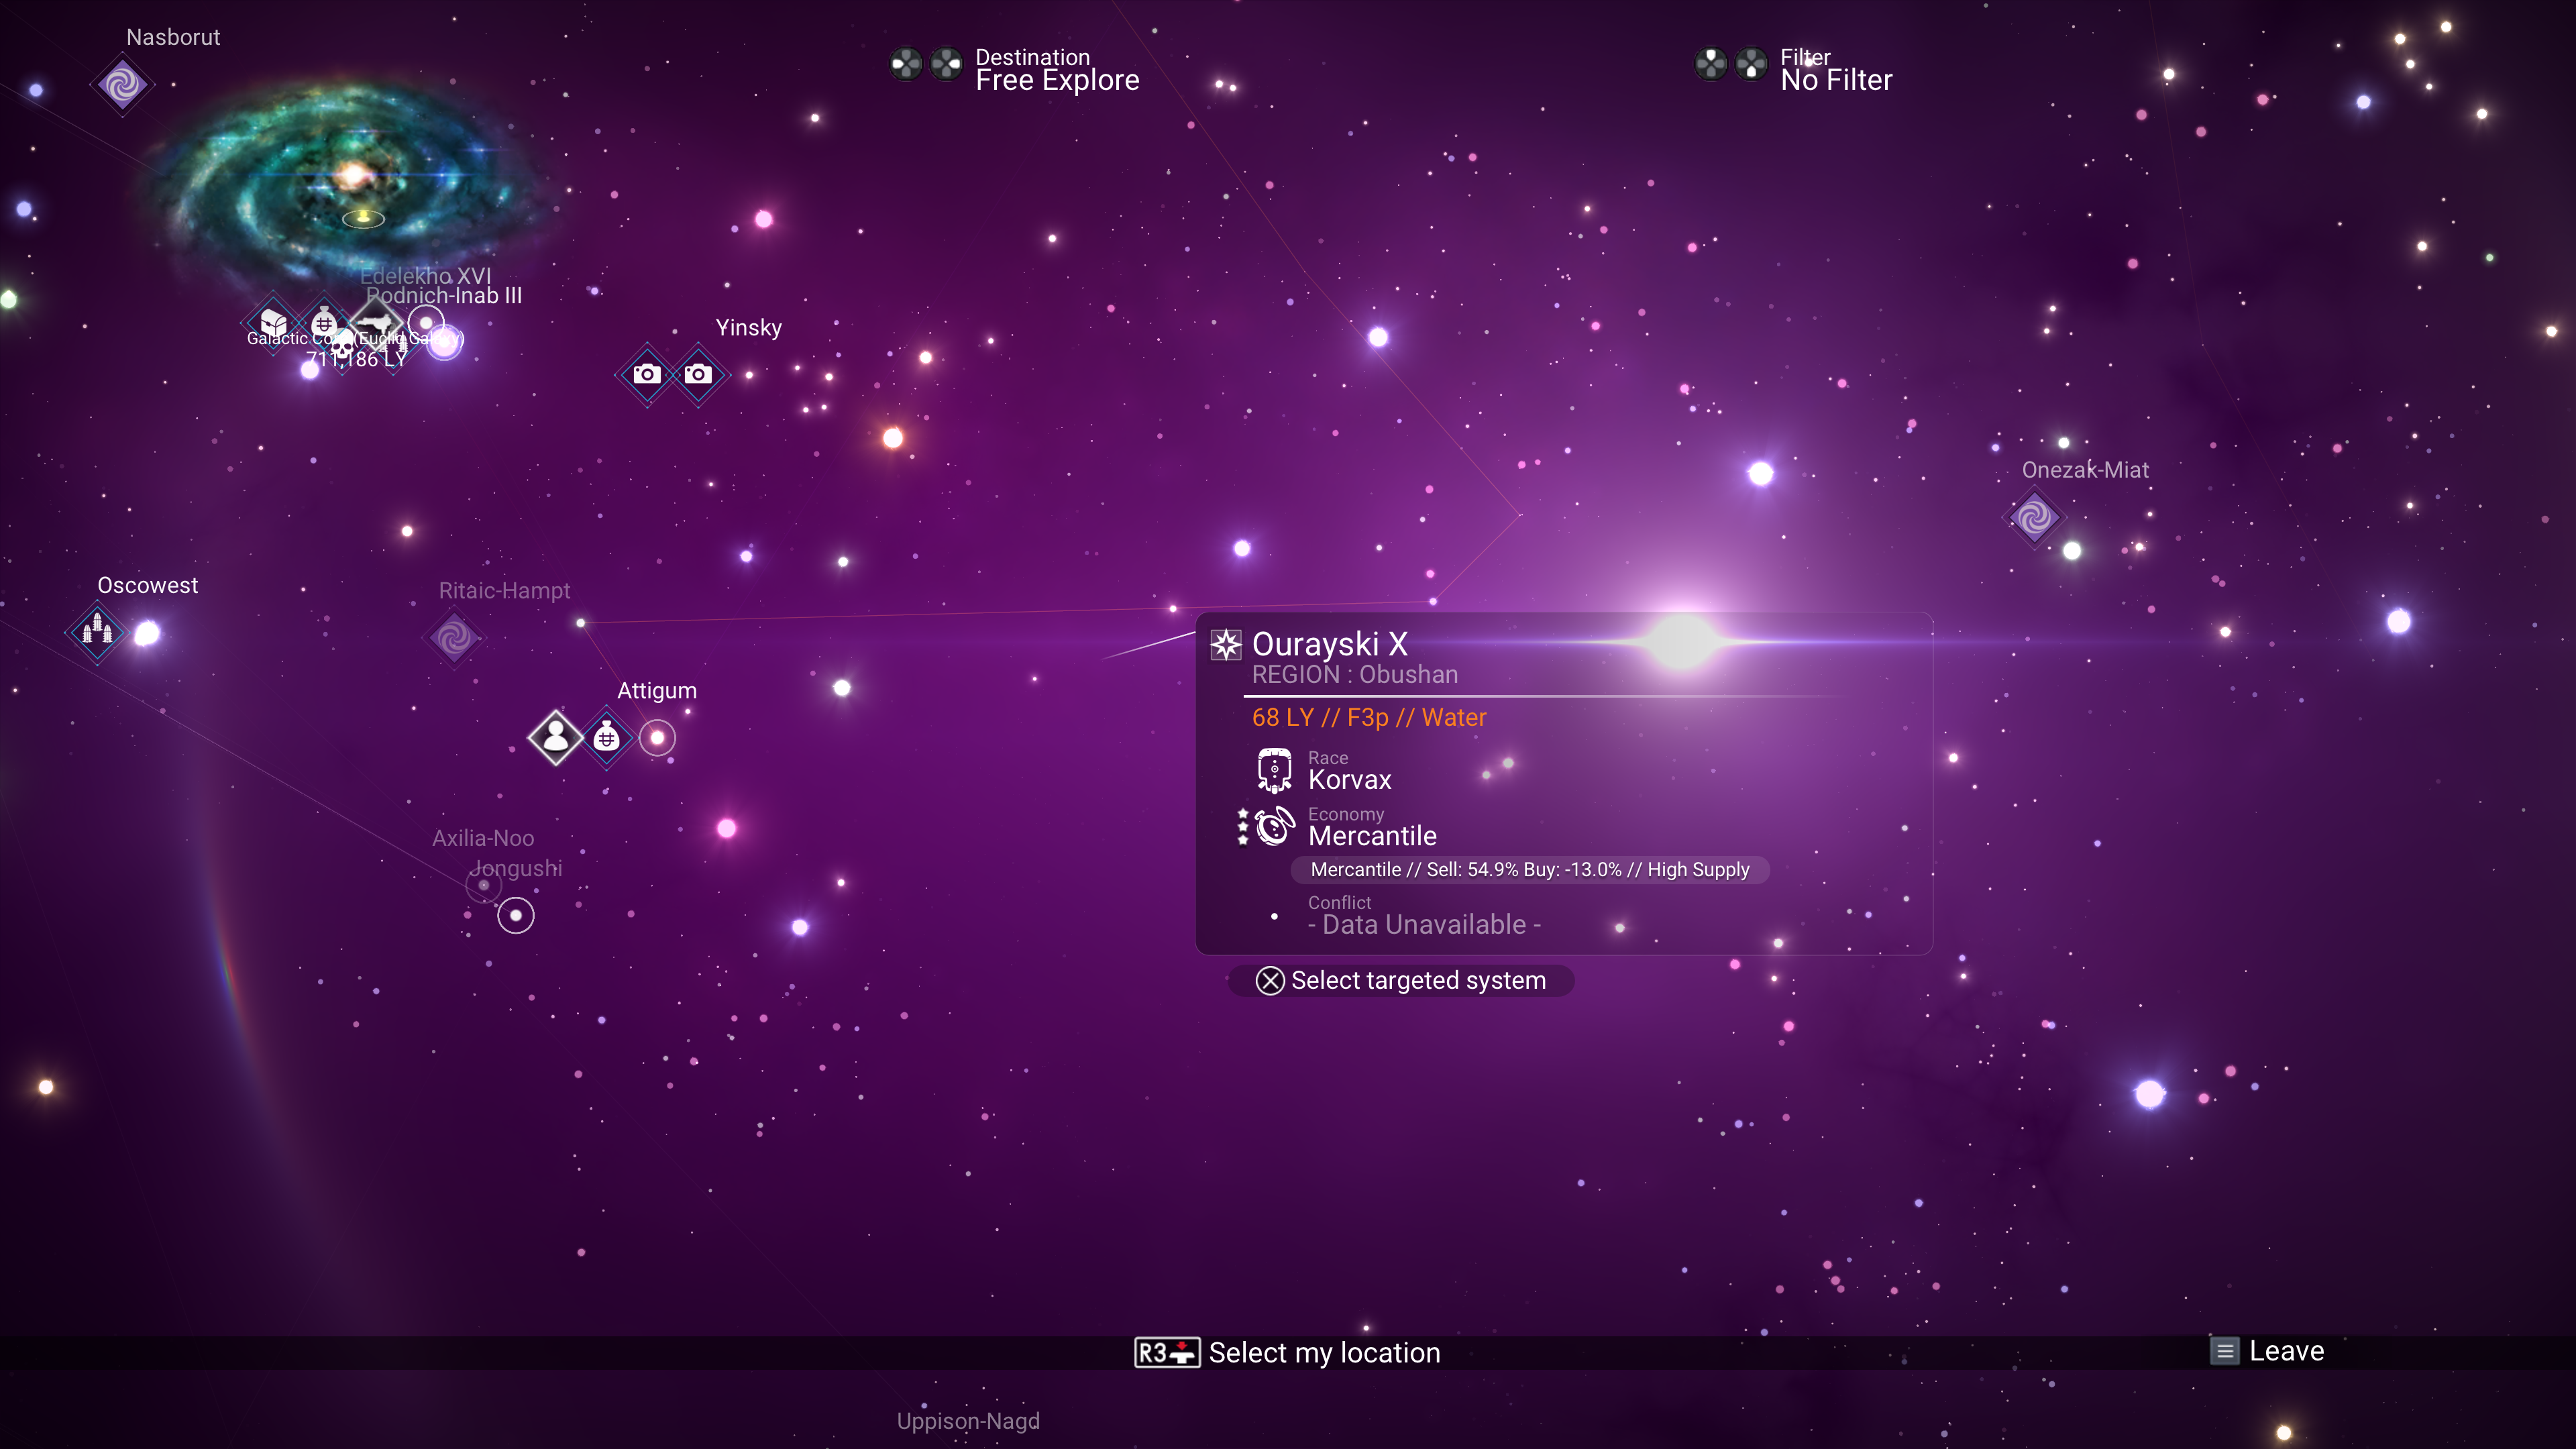 Nasborut
Destination
Free Explore
Filter
No Filter
Edelekho XVI
Podnich-Inab III
Galactic Core (Euclid Galaxy)
711,186 LY
Yinsky
Onezak-Miat
Oscowest
Ritaic-Hampt
Attigum
Ourayski X
REGION : Obushan
68 LY // F3p // Water
Race
Korvax
Economy
Mercantile
Mercantile // Sell: 54.9% Buy: -13.0% // High Supply
Conflict
- Data Unavailable -
Axilia-Noo
Jongushi
Select targeted system
R3 Select my location
Leave
Uppison-Nagd